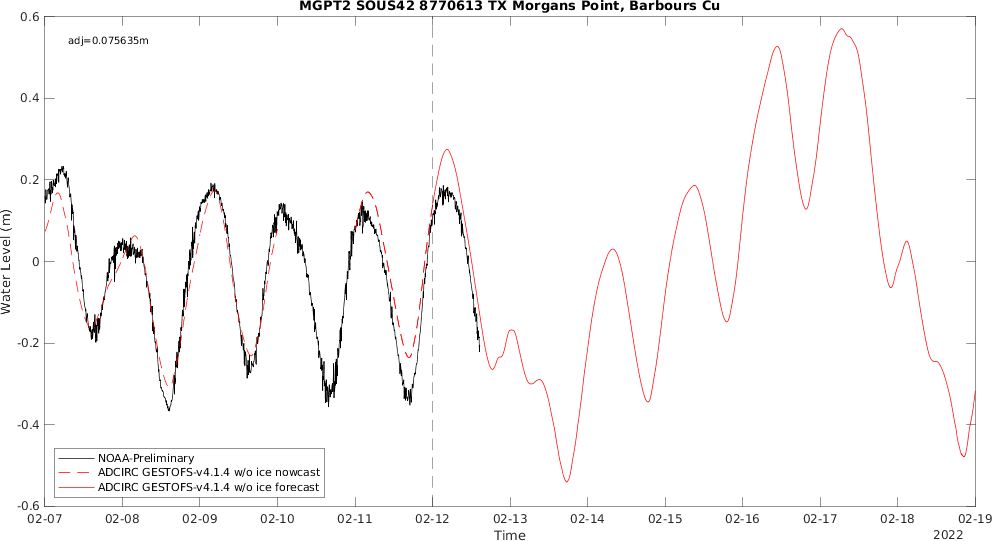 MGPT2 SOUS42 8770613 TX Morgans Point, Barbours Cu
adj=0.075635m
0.6
0.4
0.2
0
-0.2
-0.4
-0.6
Water Level (m)
NOAA-Preliminary
ADCIRC GESTOFS-v4.1.4 w/o ice nowcast
ADCIRC GESTOFS-v4.1.4 w/o ice forecast
02-07 02-08 02-09 02-10 02-11 02-12 02-13 02-14 02-15 02-16 02-17 02-18 02-19
Time
2022